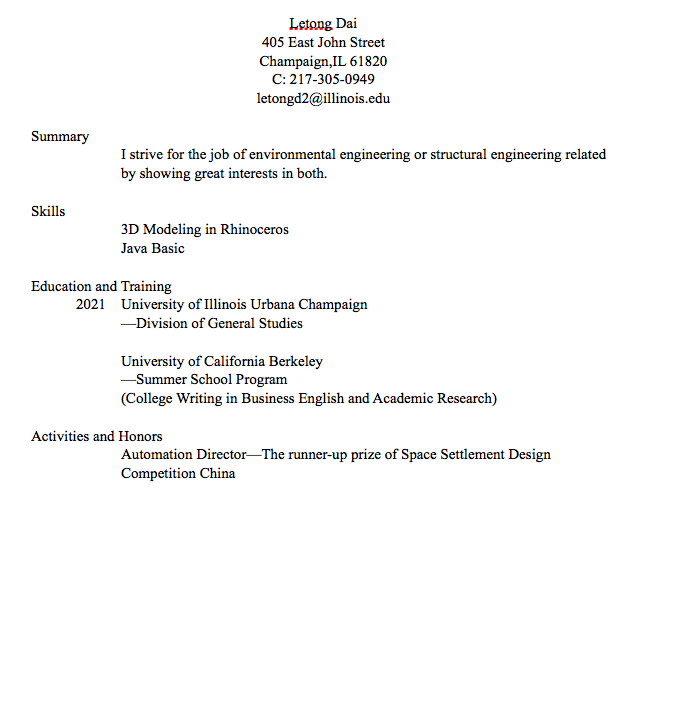 Letong Dai
405 East John Street
Champaign,IL 61820
C: 217-305-0949
letongd2@illinois.edu
Summary
I strive for the job of environmental engineering or structural engineering related
by showing great interests in both.
Skills
3D Modeling in Rhinoceros
Java Basic
Education and Training
2021 University of Illinois Urbana Champaign
—Division of General Studies
University of California Berkeley
—Summer School Program
(College Writing in Business English and Academic Research)
Activities and Honors
Automation Director—The runner-up prize of Space Settlement Design
Competition China